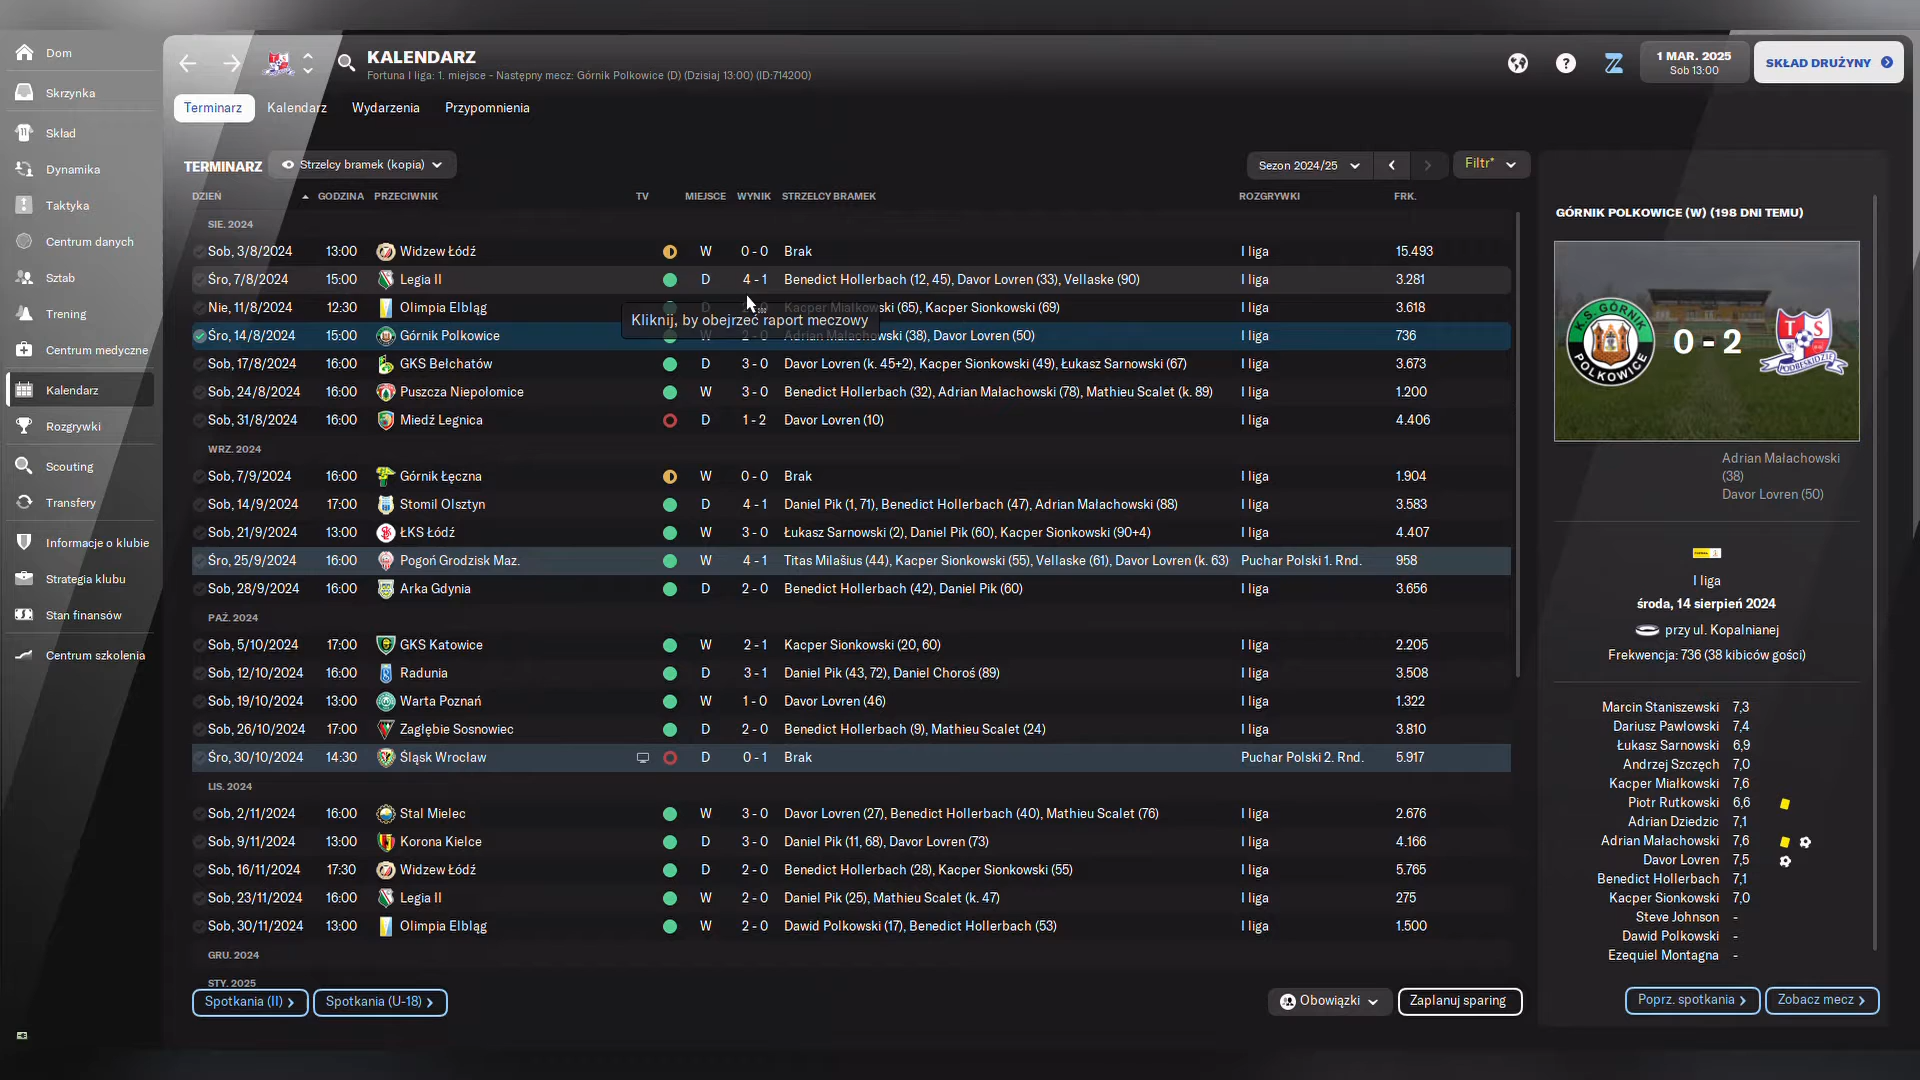 Dom
Skrzynka
Skład
Dynamika
Taktyka
Centrum danych
Sztab
Trening
Centrum medyczne
Kalendarz
Rozgrywki
Scouting
Transfery
Informacje o klubie
Strategia klubu
Stan finansów
Centrum szkolenia
KALENDARZ
Fortuna I liga: 1. miejsce - Następny mecz: Górnik Polkowice (D) (Dzisiaj 13:00) (ID:714200)
1 MAR. 2025
Sob 13:00
SKŁAD DRUŻYNY
Terminarz Kalendarz Wydarzenia Przypomnienia
TERMINARZ Strzelcy bramek (kopia) Sezon 2024/25 Filtr*
DZIEŃ GODZINA PRZECIWNIK TV MIEJSCE WYNIK STRZELCY BRAMEK ROZGRYWKI FRK.
SIE. 2024
Sob, 3/8/2024 13:00 Widzew Łódź W 0 - 0 Brak I liga 15.493
Śro, 7/8/2024 15:00 Legia II D 4 - 1 Benedict Hollerbach (12, 45), Davor Lovren (33), Vellaske (90) I liga 3.281
Nie, 11/8/2024 12:30 Olimpia Elbląg D Kacper Miałkowski (65), Kacper Sionkowski (69) I liga 3.618
Kliknij, by obejrzeć raport meczowy
Śro, 14/8/2024 15:00 Górnik Polkowice W 2 - 0 Adrian Małachowski (38), Davor Lovren (50) I liga 736
Sob, 17/8/2024 16:00 GKS Bełchatów D 3 - 0 Davor Lovren (k. 45+2), Kacper Sionkowski (49), Łukasz Sarnowski (67) I liga 3.673
Sob, 24/8/2024 16:00 Puszcza Niepołomice W 3 - 0 Benedict Hollerbach (32), Adrian Małachowski (78), Mathieu Scalet (k. 89) I liga 1.200
Sob, 31/8/2024 16:00 Miedź Legnica D 1 - 2 Davor Lovren (10) I liga 4.406
WRZ. 2024
Sob, 7/9/2024 16:00 Górnik Łęczna W 0 - 0 Brak I liga 1.904
Sob, 14/9/2024 17:00 Stomil Olsztyn D 4 - 1 Daniel Pik (1, 71), Benedict Hollerbach (47), Adrian Małachowski (88) I liga 3.583
Sob, 21/9/2024 13:00 ŁKS Łódź W 3 - 0 Łukasz Sarnowski (2), Daniel Pik (60), Kacper Sionkowski (90+4) I liga 4.407
Śro, 25/9/2024 16:00 Pogoń Grodzisk Maz. W 4 - 1 Titas Milašius (44), Kacper Sionkowski (55), Vellaske (61), Davor Lovren (k. 63) Puchar Polski 1. Rnd. 958
Sob, 28/9/2024 16:00 Arka Gdynia D 2 - 0 Benedict Hollerbach (42), Daniel Pik (60) I liga 3.656
PAŹ. 2024
Sob, 5/10/2024 17:00 GKS Katowice W 2 - 1 Kacper Sionkowski (20, 60) I liga 2.205
Sob, 12/10/2024 16:00 Radunia D 3 - 1 Daniel Pik (43, 72), Daniel Choroś (89) I liga 3.508
Sob, 19/10/2024 13:00 Warta Poznań W 1 - 0 Davor Lovren (46) I liga 1.322
Sob, 26/10/2024 17:00 Zagłębie Sosnowiec D 2 - 0 Benedict Hollerbach (9), Mathieu Scalet (24) I liga 3.810
Śro, 30/10/2024 14:30 Śląsk Wrocław D 0 - 1 Brak Puchar Polski 2. Rnd. 5.917
LIS. 2024
Sob, 2/11/2024 16:00 Stal Mielec W 3 - 0 Davor Lovren (27), Benedict Hollerbach (40), Mathieu Scalet (76) I liga 2.676
Sob, 9/11/2024 13:00 Korona Kielce D 3 - 0 Daniel Pik (11, 68), Davor Lovren (73) I liga 4.166
Sob, 16/11/2024 17:30 Widzew Łódź D 2 - 0 Benedict Hollerbach (28), Kacper Sionkowski (55) I liga 5.765
Sob, 23/11/2024 16:00 Legia II W 2 - 0 Daniel Pik (25), Mathieu Scalet (k. 47) I liga 275
Sob, 30/11/2024 13:00 Olimpia Elbląg W 2 - 0 Dawid Polkowski (17), Benedict Hollerbach (53) I liga 1.500
GRU. 2024
STY. 2025
Spotkania (II) Spotkania (U-18) Obowiązki Zaplanuj sparing
GÓRNIK POLKOWICE (W) (198 DNI TEMU)
K.S. GÓRNIK
POLKOWICE
0 - 2
TS
PODBESKIDZIE
Adrian Małachowski
(38)
Davor Lovren (50)
I liga
środa, 14 sierpień 2024
przy ul. Kopalnianej
Frekwencja: 736 (38 kibiców gości)
Marcin Staniszewski 7,3
Dariusz Pawłowski 7,4
Łukasz Sarnowski 6,9
Andrzej Szczęch 7,0
Kacper Miałkowski 7,6
Piotr Rutkowski 6,6
Adrian Dziedzic 7,1
Adrian Małachowski 7,6
Davor Lovren 7,5
Benedict Hollerbach 7,1
Kacper Sionkowski 7,0
Steve Johnson -
Dawid Polkowski -
Ezequiel Montagna -
Poprz. spotkania Zobacz mecz